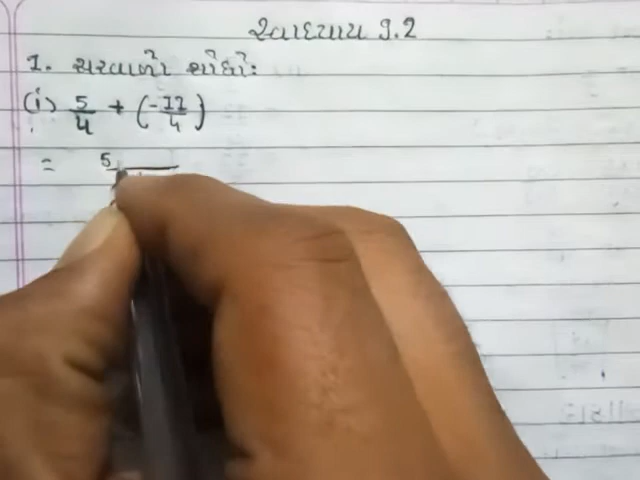 સ્વાધ્યાય 9.2
1. સરવાળો શોધો:
(i) 5/4 + (-11/4)
= 5